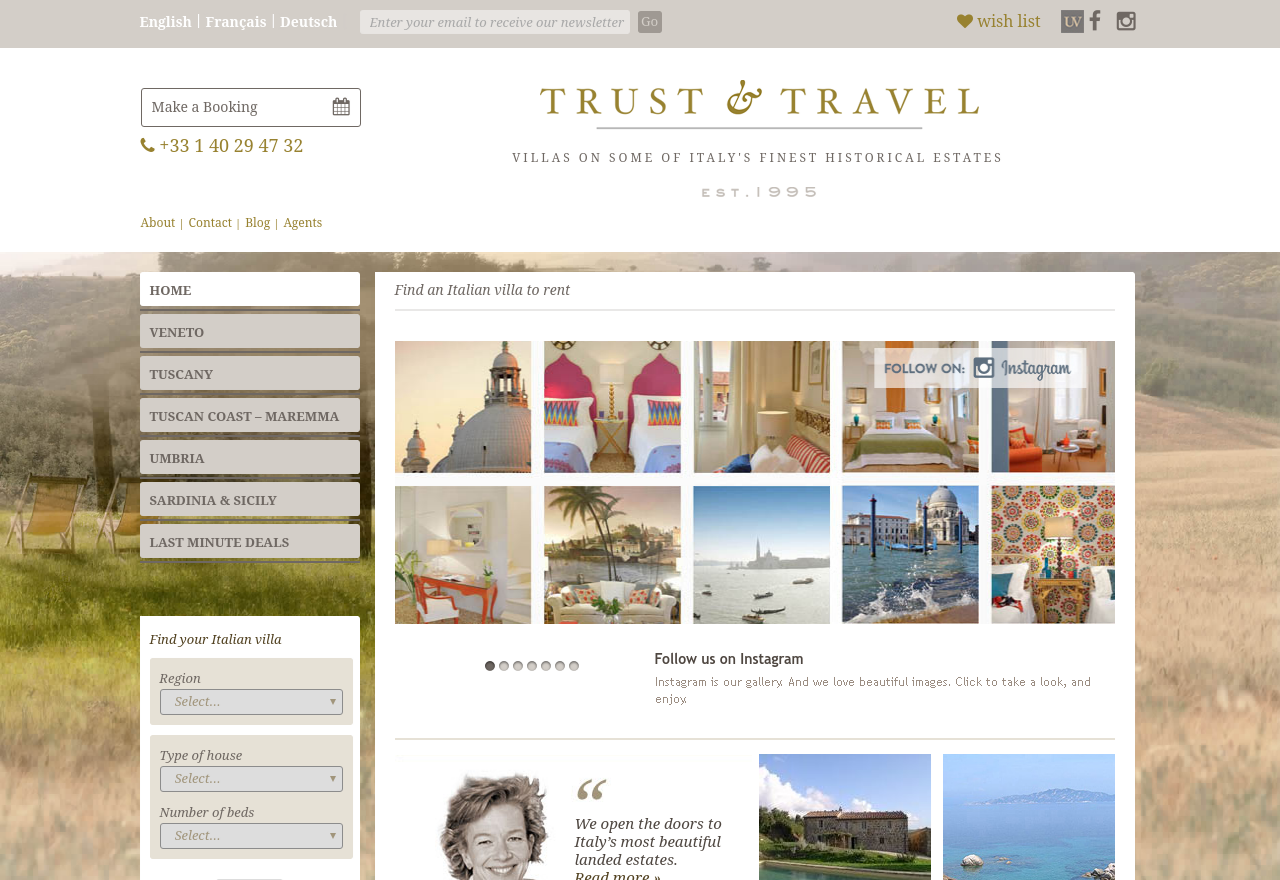 English | Français | Deutsch
Enter your email to receive our newsletter
Go
wish list
UV
Make a Booking
+33 1 40 29 47 32
TRUST & TRAVEL
VILLAS ON SOME OF ITALY'S FINEST HISTORICAL ESTATES
EST.1995
About | Contact | Blog | Agents
HOME
VENETO
TUSCANY
TUSCAN COAST – MAREMMA
UMBRIA
SARDINIA & SICILY
LAST MINUTE DEALS
Find your Italian villa
Region
Select...
Type of house
Select...
Number of beds
Select...
Find an Italian villa to rent
FOLLOW ON: Instagram
Follow us on Instagram
Instagram is our gallery. And we love beautiful images. Click to take a look, and
enjoy.
“
We open the doors to
Italy’s most beautiful
landed estates.
Read more »